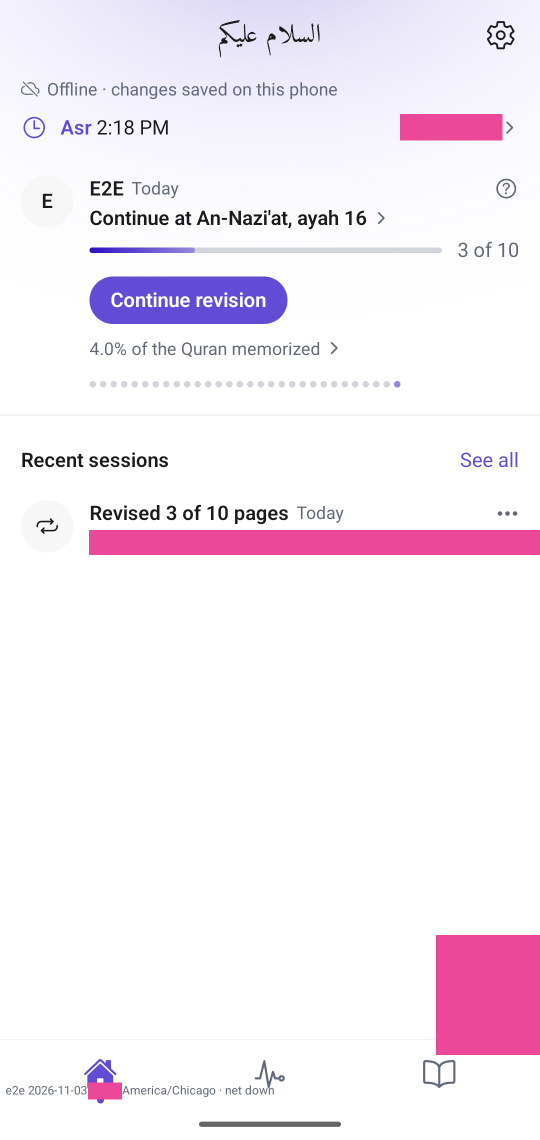 السلام عليكم
Offline · changes saved on this phone
Asr 2:18 PM
E
E2E Today
Continue at An-Nazi'at, ayah 16
3 of 10
Continue revision
4.0% of the Quran memorized
Recent sessions
See all
Revised 3 of 10 pages Today
e2e 2026-11-03 America/Chicago · net down